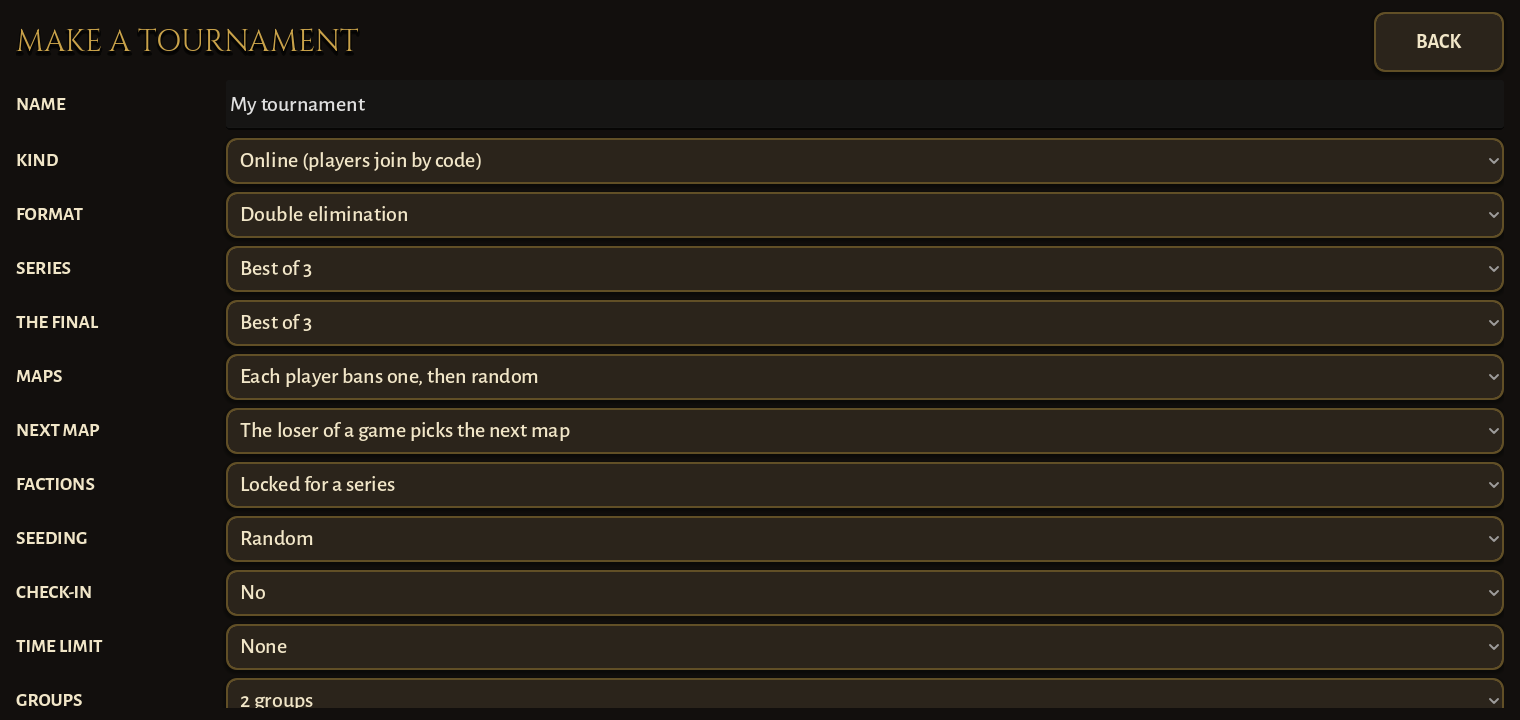 MAKE A TOURNAMENT
BACK
NAME
My tournament
KIND
Online (players join by code)
FORMAT
Double elimination
SERIES
Best of 3
THE FINAL
Best of 3
MAPS
Each player bans one, then random
NEXT MAP
The loser of a game picks the next map
FACTIONS
Locked for a series
SEEDING
Random
CHECK-IN
No
TIME LIMIT
None
GROUPS
2 groups